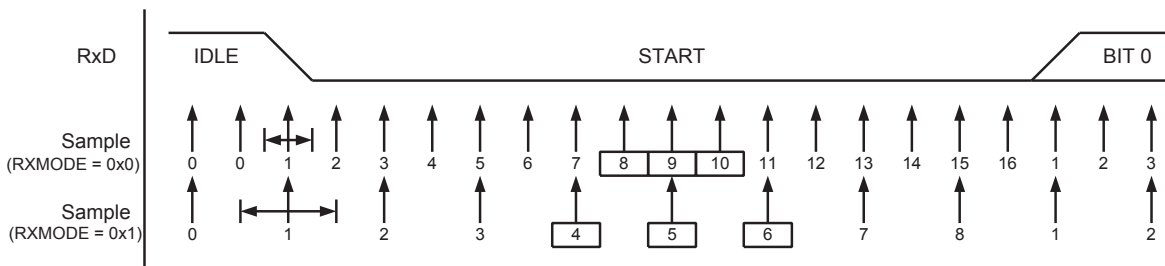 RxD IDLE START BIT 0
Sample
(RXMODE = 0x0)
0 0 1 2 3 4 5 6 7 8 9 10 11 12 13 14 15 16 1 2 3
Sample
(RXMODE = 0x1)
0 1 2 3 4 5 6 7 8 1 2